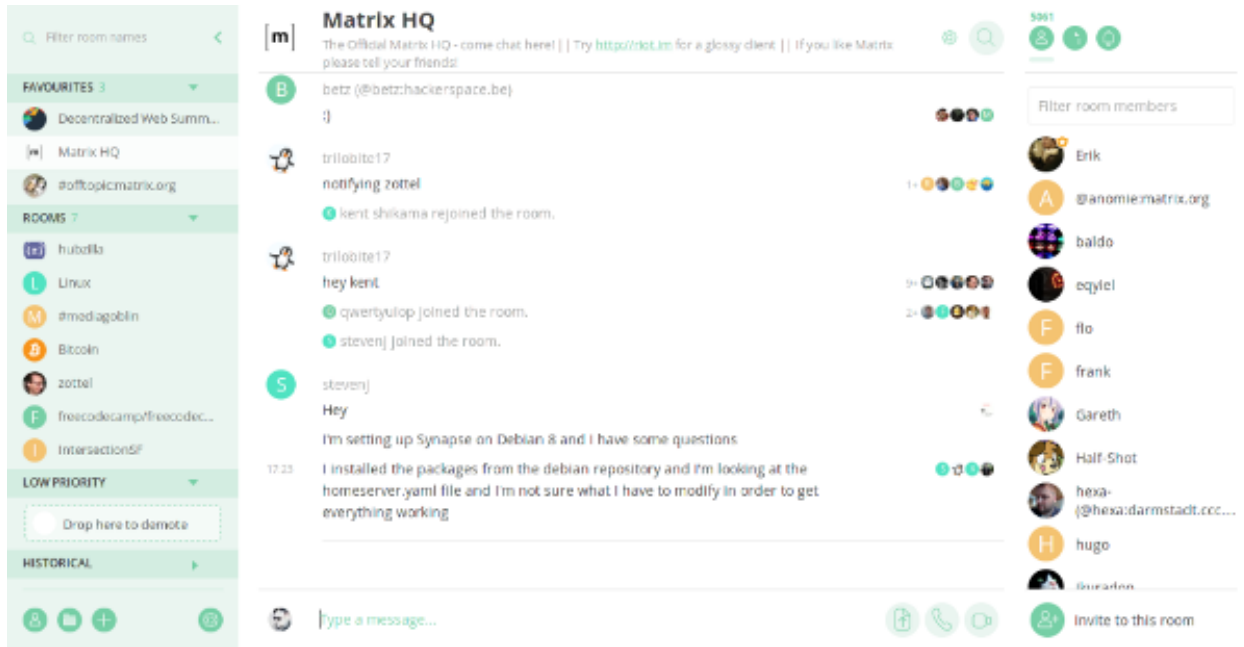 Filter room names
FAVOURITES 3
Decentralized Web Summ...
[m] Matrix HQ
#offtopic:matrix.org
ROOMS 7
hubzilla
L Linux
M #mediagoblin
Bitcoin
zottel
F freecodecamp/freecodec...
I IntersectionSF
LOW PRIORITY
Drop here to demote
HISTORICAL
[m]
Matrix HQ
The Official Matrix HQ - come chat here! || Try http://riot.im for a glossy client || If you like Matrix
please tell your friends!
B betz (@betz:hackerspace.be)
:)
trilobite17
notifying zottel
1+
kent shikama rejoined the room.
trilobite17
hey kent
9+
qwertyuiop joined the room.
2+
stevenj joined the room.
S stevenj
Hey
I'm setting up Synapse on Debian 8 and I have some questions
17:23 I installed the packages from the debian repository and I'm looking at the
homeserver.yaml file and I'm not sure what I have to modify in order to get
everything working
Type a message...
5061
Filter room members
Erik
A @anomie:matrix.org
baldo
eqyiel
F flo
F frank
Gareth
Half-Shot
hexa-
(@hexa:darmstadt.ccc....
H hugo
Invite to this room